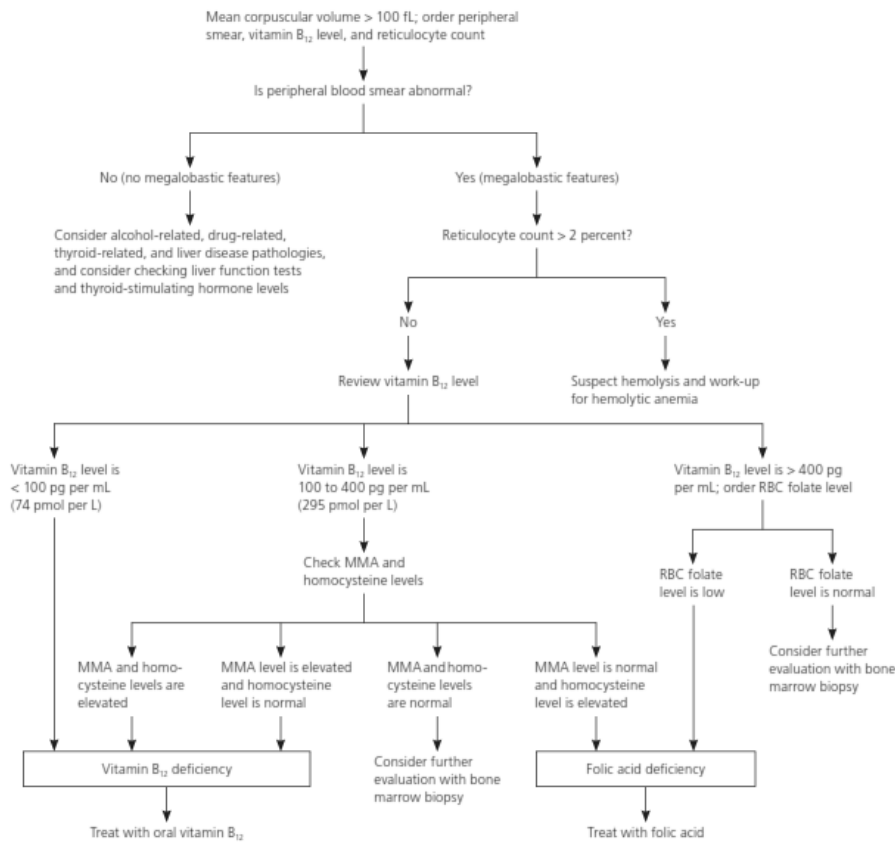 Mean corpuscular volume > 100 fL; order peripheral
smear, vitamin B₁₂ level, and reticulocyte count
Is peripheral blood smear abnormal?
No (no megalobastic features)
Yes (megaloblastic features)
Consider alcohol-related, drug-related,
thyroid-related, and liver disease pathologies,
and consider checking liver function tests
and thyroid-stimulating hormone levels
Reticulocyte count > 2 percent?
No
Yes
Review vitamin B₁₂ level
Suspect hemolysis and work-up
for hemolytic anemia
Vitamin B₁₂ level is
< 100 pg per mL
(74 pmol per L)
Vitamin B₁₂ level is
100 to 400 pg per mL
(295 pmol per L)
Vitamin B₁₂ level is > 400 pg
per mL; order RBC folate level
Check MMA and
homocysteine levels
RBC folate
level is low
RBC folate
level is normal
Consider further
evaluation with bone
marrow biopsy
MMA and homo-
cysteine levels are
elevated
MMA level is elevated
and homocysteine
level is normal
MMA and homo-
cysteine levels
are normal
MMA level is normal
and homocysteine
level is elevated
Vitamin B₁₂ deficiency
Consider further
evaluation with bone
marrow biopsy
Folic acid deficiency
Treat with oral vitamin B₁₂
Treat with folic acid